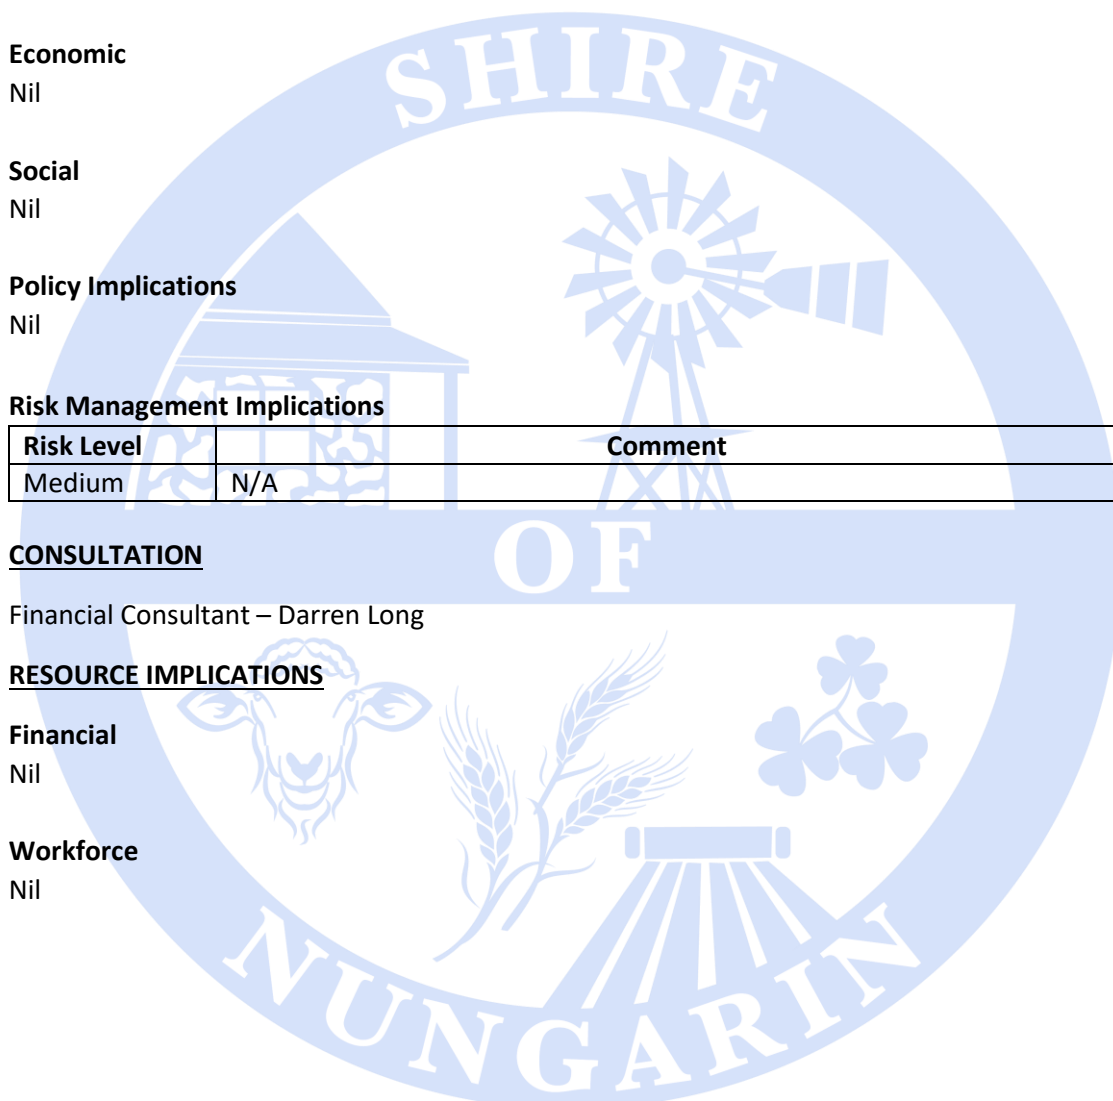 SHIRE
Economic
Nil
Social
Nil
Policy Implications
Nil
Risk Management Implications
Risk Level Comment
Medium N/A
OF
CONSULTATION
Financial Consultant – Darren Long
RESOURCE IMPLICATIONS
Financial
Nil
Workforce
Nil
NUNGARIN